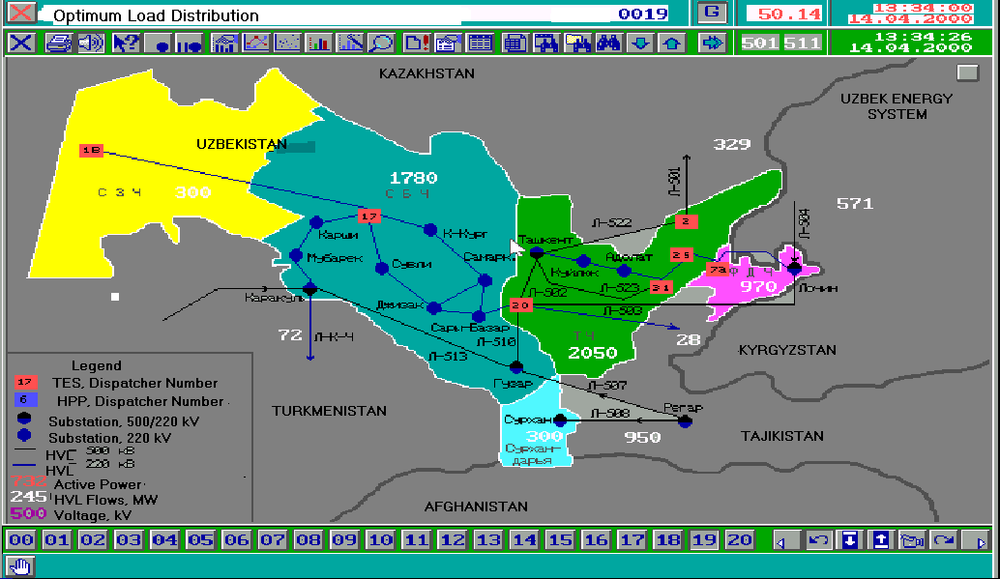 Optimum Load Distribution
0019
G
50.14
13:34:00
14.04.2000
501 511
13:34:26
14.04.2000
KAZAKHSTAN
UZBEK ENERGY
SYSTEM
UZBEKISTAN
329
18
1780
С Б Ч
Л-501
С З Ч
300
571
17
Л-522
2
Л-504
Карши
К-Кург
Ташкент
Мубарек
Сувли
Самарк.
Адолат
25
Куйлюк
73
Ф Д Ч
970
Л-502
Л-523
21
Лочин
Каракуль
Джизак
20
Л-503
Сары-Базар
72
Л-К-Ч
Л-510
Т Ч
28
2050
KYRGYZSTAN
Л-513
Гузар
Л-507
Регар
TURKMENISTAN
Сурхан
Л-508
300
950
TAJIKISTAN
Сурхан-
дарья
AFGHANISTAN
Legend
17 TES, Dispatcher Number
6 HPP, Dispatcher Number
Substation, 500/220 kV
Substation, 220 kV
HVL 500 кВ
HVL 220 кВ
732 Active Power
245 HVL Flows, MW
500 Voltage, kV
00 01 02 03 04 05 06 07 08 09 10 11 12 13 14 15 16 17 18 19 20